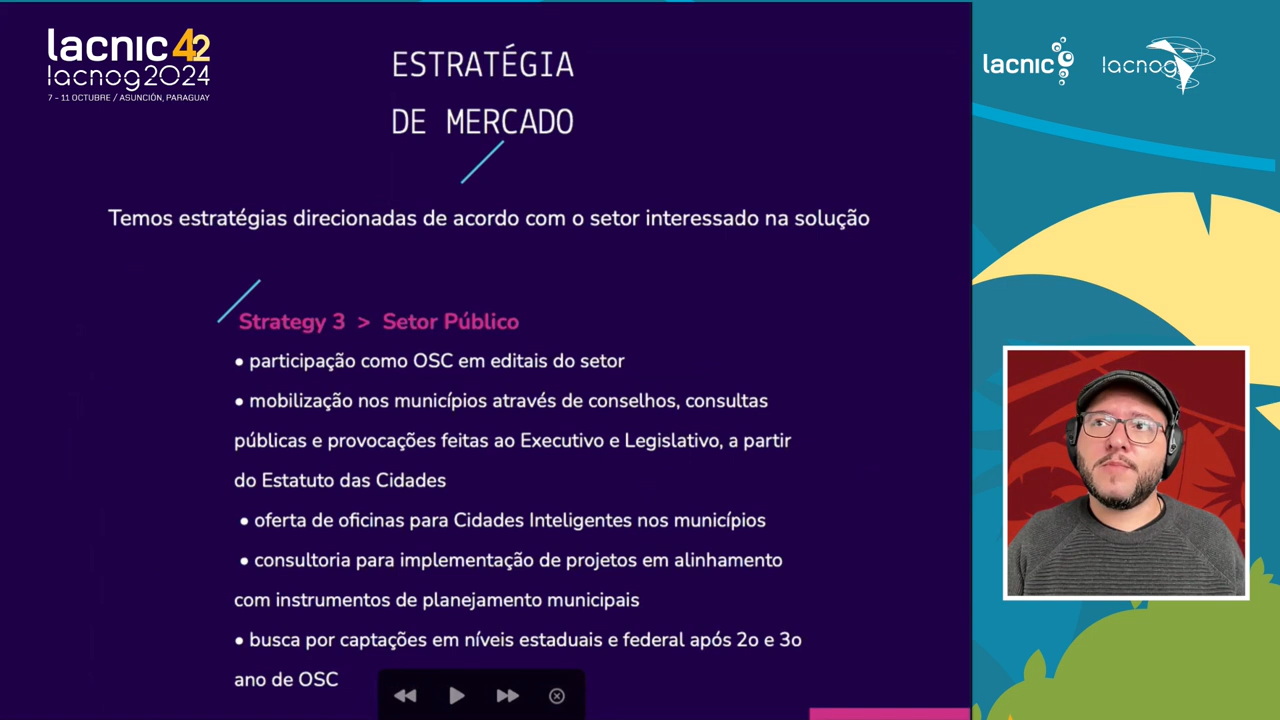 lacnic 42
lacnog 2024
7 - 11 OCTUBRE / ASUNCIÓN, PARAGUAY
ESTRATÉGIA
DE MERCADO
lacnic
lacnog
Temos estratégias direcionadas de acordo com o setor interessado na solução
Strategy 3 > Setor Público
• participação como OSC em editais do setor
• mobilização nos municípios através de conselhos, consultas
públicas e provocações feitas ao Executivo e Legislativo, a partir
do Estatuto das Cidades
• oferta de oficinas para Cidades Inteligentes nos municípios
• consultoria para implementação de projetos em alinhamento
com instrumentos de planejamento municipais
• busca por captações em níveis estaduais e federal após 2o e 3o
ano de OSC